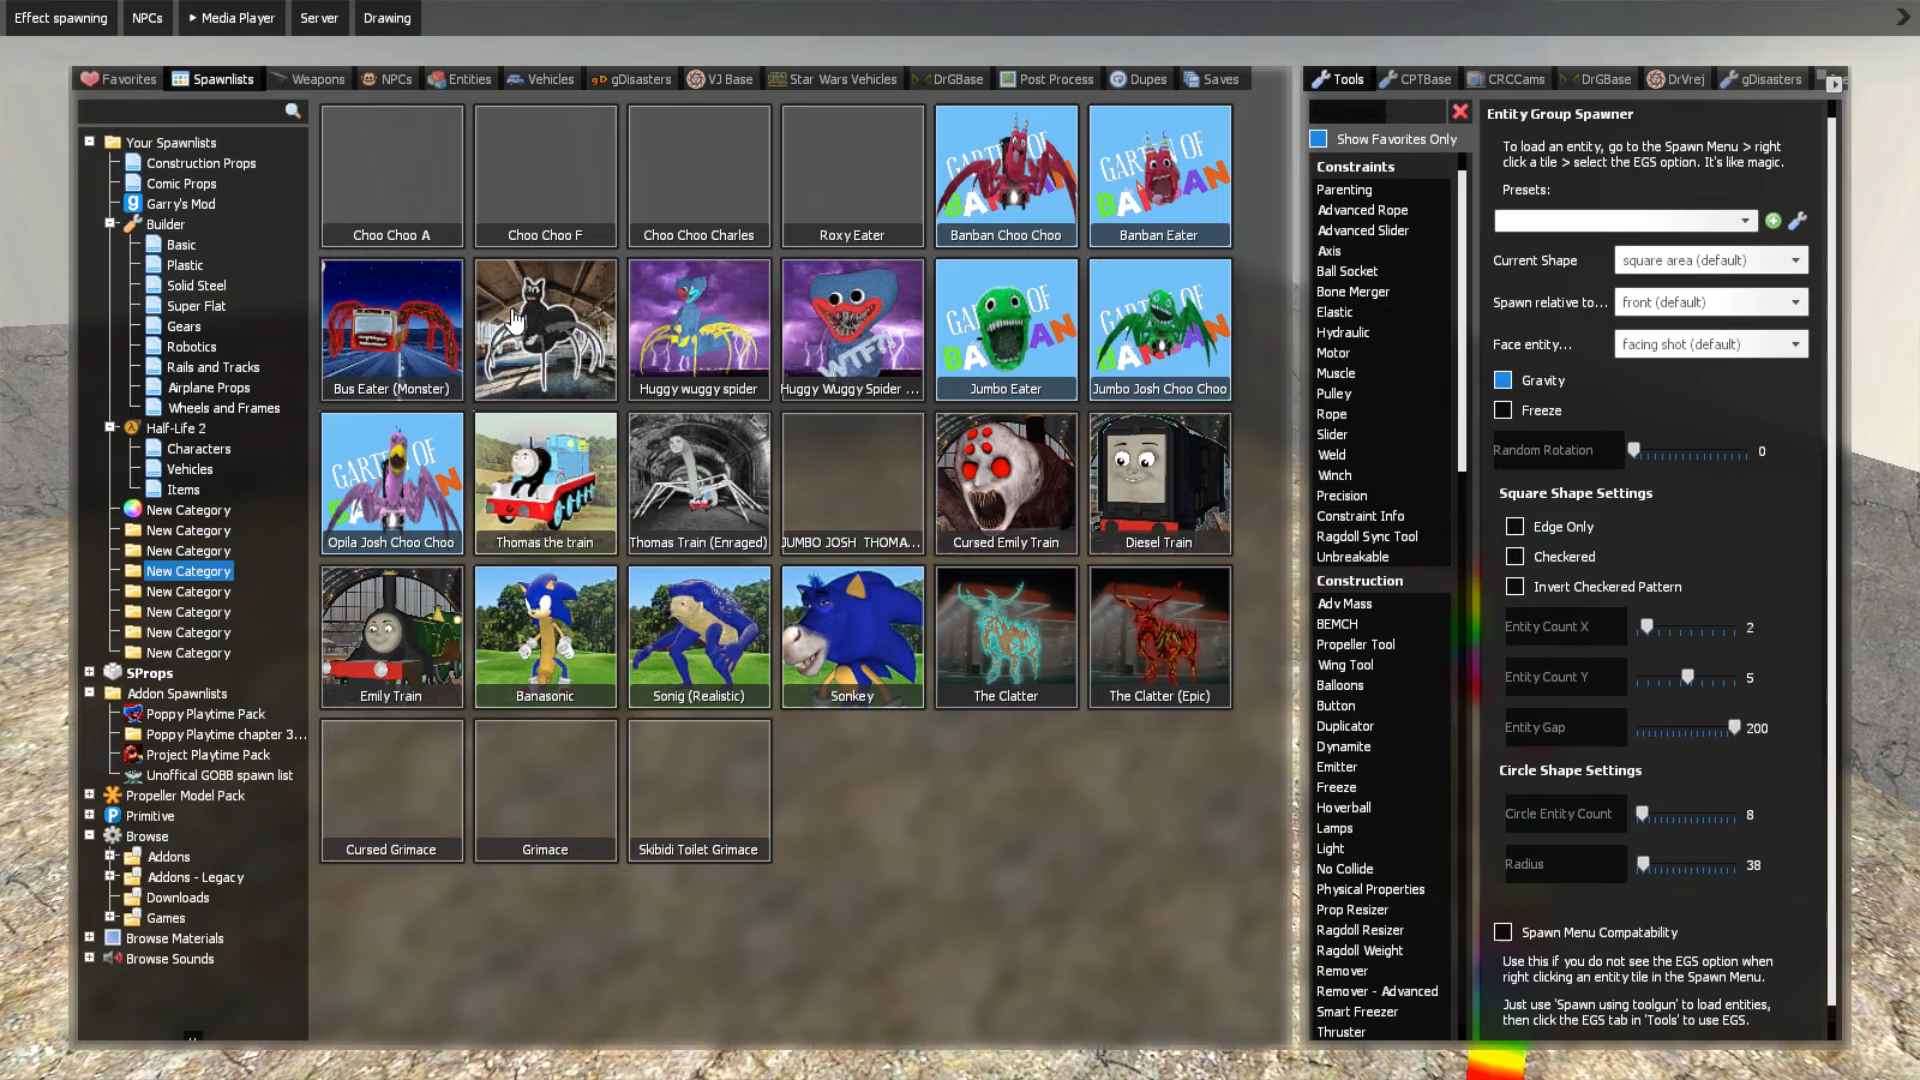 Effect spawning
NPCs
Media Player
Server
Drawing
Favorites
Spawnlists
Weapons
NPCs
Entities
Vehicles
gDisasters
VJ Base
Star Wars Vehicles
DrGBase
Post Process
Dupes
Saves
Your Spawnlists
Construction Props
Comic Props
Garry's Mod
Builder
Basic
Plastic
Solid Steel
Super Flat
Gears
Robotics
Rails and Tracks
Airplane Props
Wheels and Frames
Half-Life 2
Characters
Vehicles
Items
New Category
New Category
New Category
New Category
New Category
New Category
New Category
New Category
SProps
Addon Spawnlists
Poppy Playtime Pack
Poppy Playtime chapter 3...
Project Playtime Pack
Unoffical GOBB spawn list
Propeller Model Pack
Primitive
Browse
Addons
Addons - Legacy
Downloads
Games
Browse Materials
Browse Sounds
Choo Choo A
Choo Choo F
Choo Choo Charles
Roxy Eater
Banban Choo Choo
Banban Eater
Bus Eater (Monster)
Huggy wuggy spider
WTF?!
Huggy Wuggy Spider ...
Jumbo Eater
Jumbo Josh Choo Choo
Opila Josh Choo Choo
Thomas the train
Thomas Train (Enraged)
JUMBO JOSH THOMA...
Cursed Emily Train
Diesel Train
Emily Train
Banasonic
Sonig (Realistic)
Sonkey
The Clatter
The Clatter (Epic)
Cursed Grimace
Grimace
Skibidi Toilet Grimace
Tools
CPTBase
CRCCams
DrGBase
DrVrej
gDisasters
Show Favorites Only
Constraints
Parenting
Advanced Rope
Advanced Slider
Axis
Ball Socket
Bone Merger
Elastic
Hydraulic
Motor
Muscle
Pulley
Rope
Slider
Weld
Winch
Precision
Constraint Info
Ragdoll Sync Tool
Unbreakable
Construction
Adv Mass
BEMCH
Propeller Tool
Wing Tool
Balloons
Button
Duplicator
Dynamite
Emitter
Freeze
Hoverball
Lamps
Light
No Collide
Physical Properties
Prop Resizer
Ragdoll Resizer
Ragdoll Weight
Remover
Remover - Advanced
Smart Freezer
Thruster
Entity Group Spawner
To load an entity, go to the Spawn Menu > right
click a tile > select the EGS option. It's like magic.
Presets:
Current Shape
square area (default)
Spawn relative to...
front (default)
Face entity...
facing shot (default)
Gravity
Freeze
Random Rotation
0
Square Shape Settings
Edge Only
Checkered
Invert Checkered Pattern
Entity Count X
2
Entity Count Y
5
Entity Gap
200
Circle Shape Settings
Circle Entity Count
8
Radius
38
Spawn Menu Compatability
Use this if you do not see the EGS option when
right clicking an entity tile in the Spawn Menu.
Just use 'Spawn using toolgun' to load entities,
then click the EGS tab in 'Tools' to use EGS.